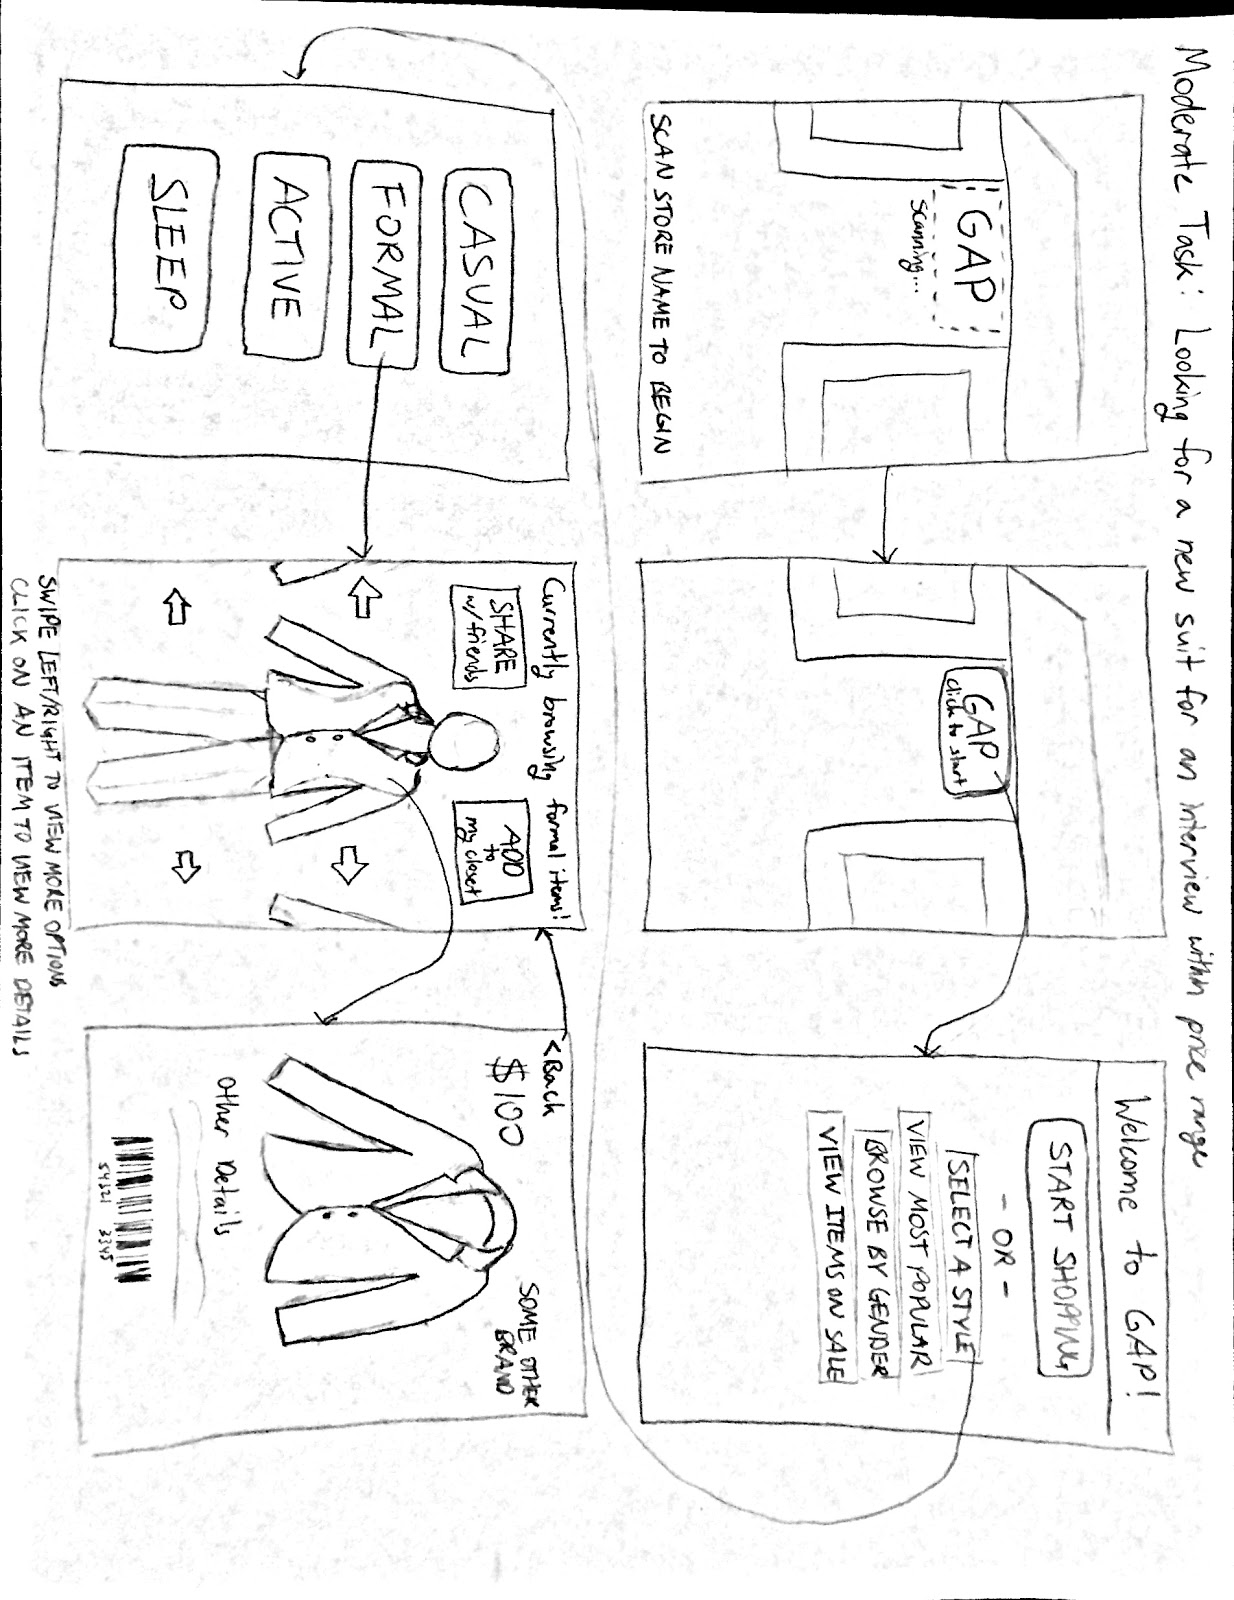 Moderate Task: Looking for a new suit for an interview within price range
GAP
scanning...
SCAN STORE NAME TO BEGIN
GAP
click to start
Welcome to GAP!
START SHOPPING
- OR -
SELECT A STYLE
VIEW MOST POPULAR
BROWSE BY GENDER
VIEW ITEMS ON SALE
CASUAL
FORMAL
ACTIVE
SLEEP
Currently browsing formal items!
SHARE
w/ friends
ADD
to
my closet
SWIPE LEFT/RIGHT TO VIEW MORE OPTIONS
CLICK ON AN ITEM TO VIEW MORE DETAILS
< Back
$100
SOME OTHER
BRAND
Other Details
54321 3345